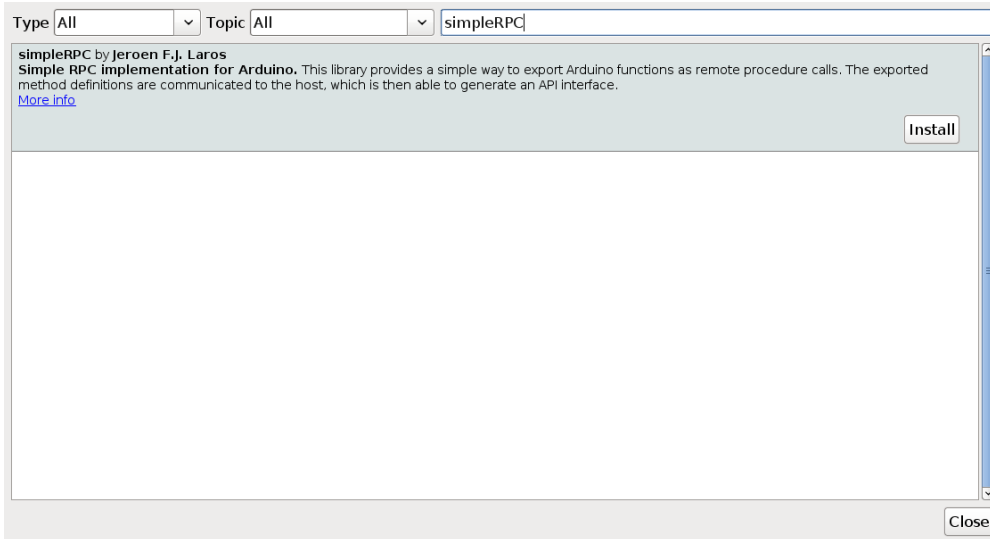 Type All Topic All simpleRPC
simpleRPC by Jeroen F.J. Laros
Simple RPC implementation for Arduino. This library provides a simple way to export Arduino functions as remote procedure calls. The exported
method definitions are communicated to the host, which is then able to generate an API interface.
More info
Install
Close